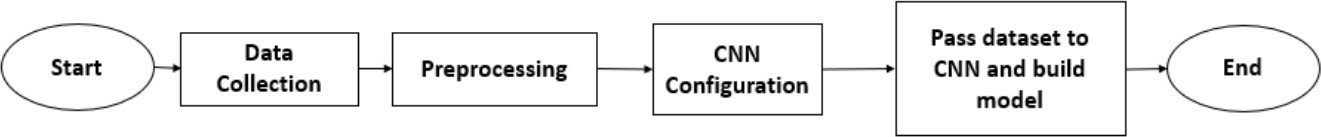 Start
Data
Collection
Preprocessing
CNN
Configuration
Pass dataset to
CNN and build
model
End